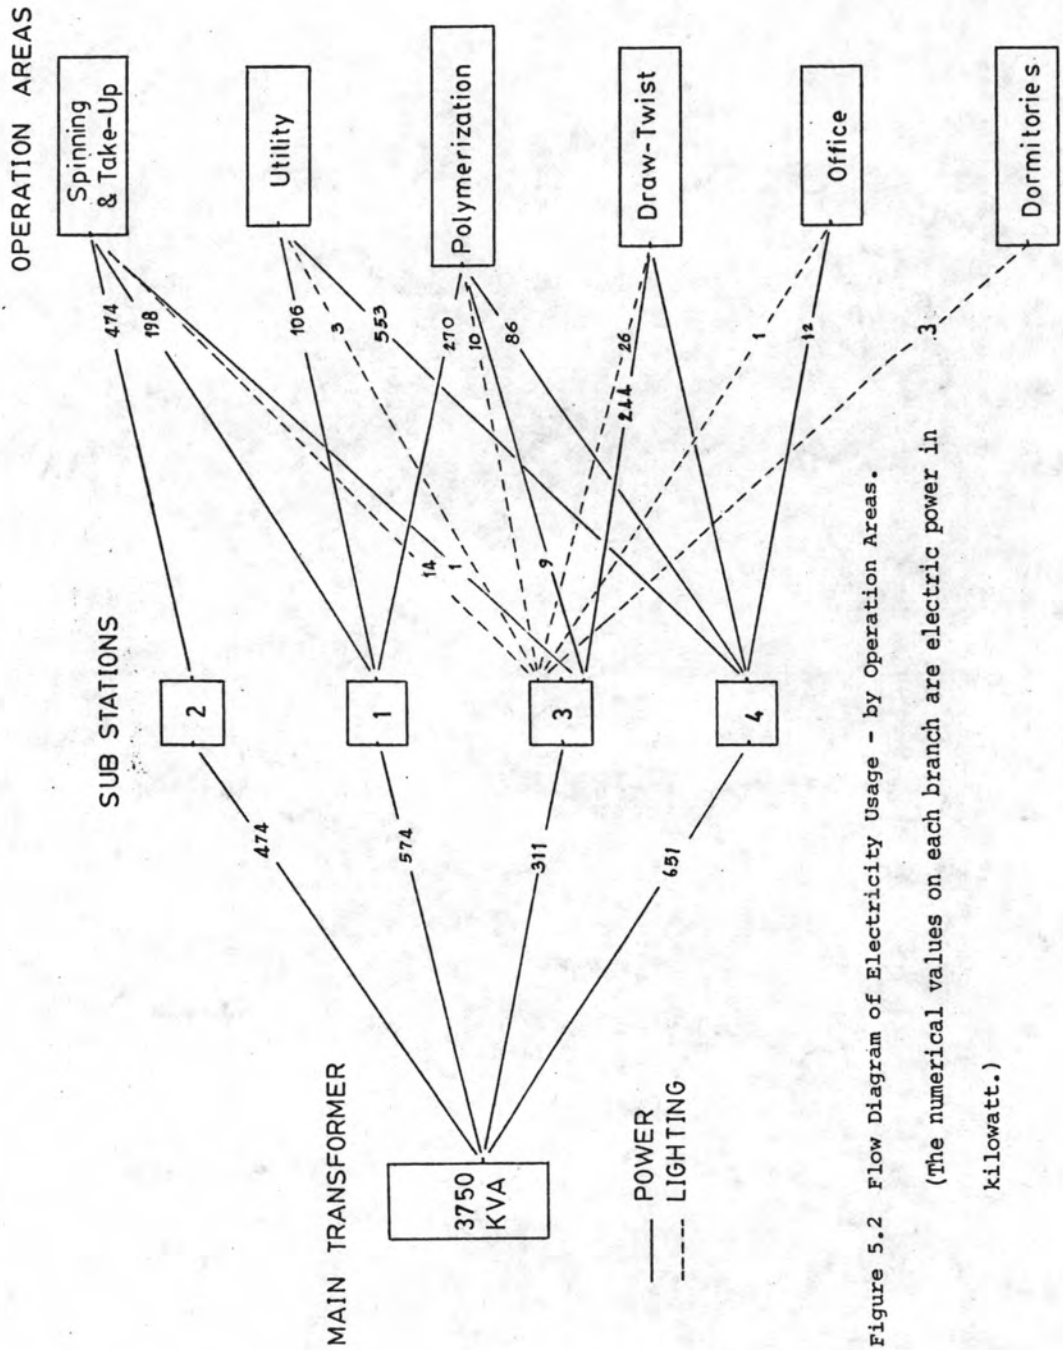 OPERATION AREAS
Spinning
& Take-Up
Utility
Polymerization
Draw-Twist
Office
Dormitories
474
198
106
3
553
270
10
86
26
244
1
12
3
14
1
9
SUB STATIONS
2
1
3
4
474
574
311
651
MAIN TRANSFORMER
3750
KVA
POWER
LIGHTING
Figure 5.2 Flow Diagram of Electricity Usage - by Operation Areas.
(The numerical values on each branch are electric power in
kilowatt.)